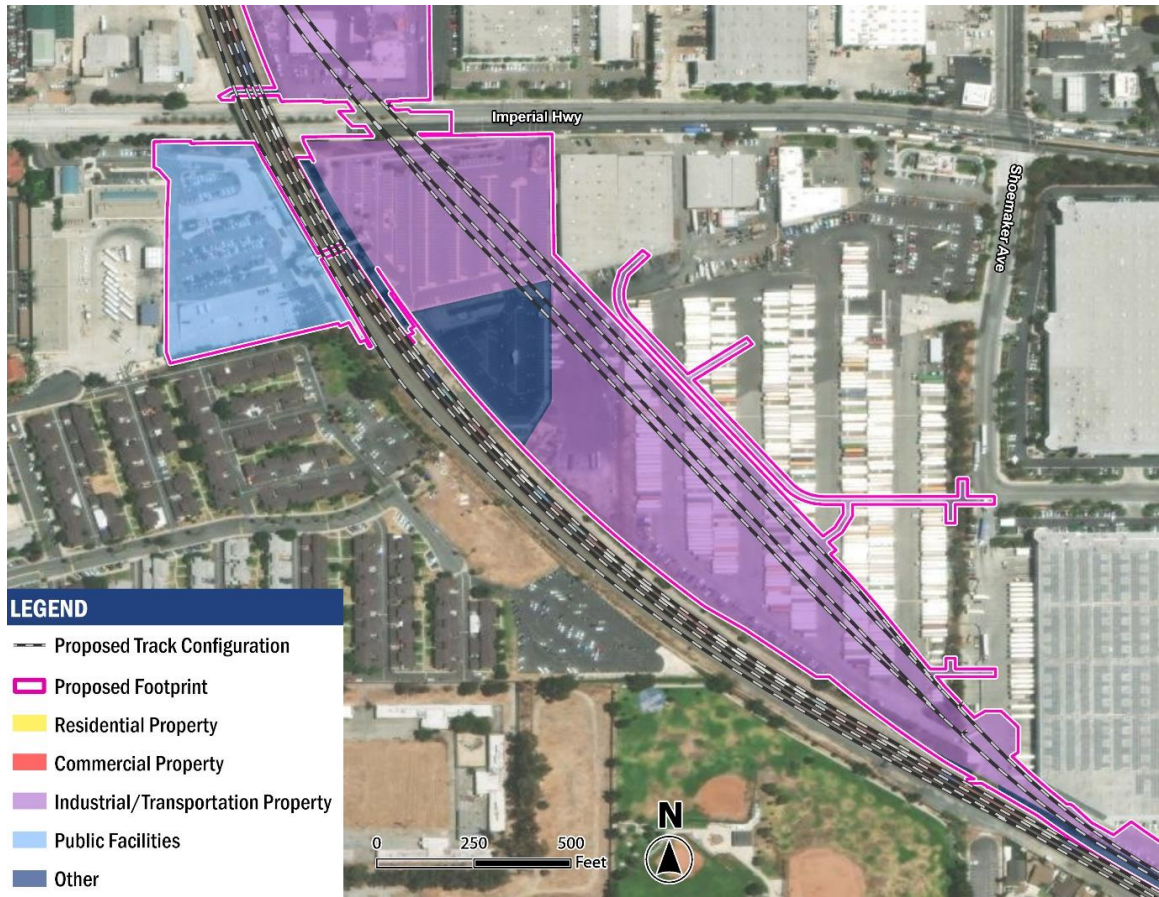 Imperial Hwy
Shoemaker Ave
LEGEND
Proposed Track Configuration
Proposed Footprint
Residential Property
Commercial Property
Industrial/Transportation Property
Public Facilities
Other
N
0 250 500
Feet